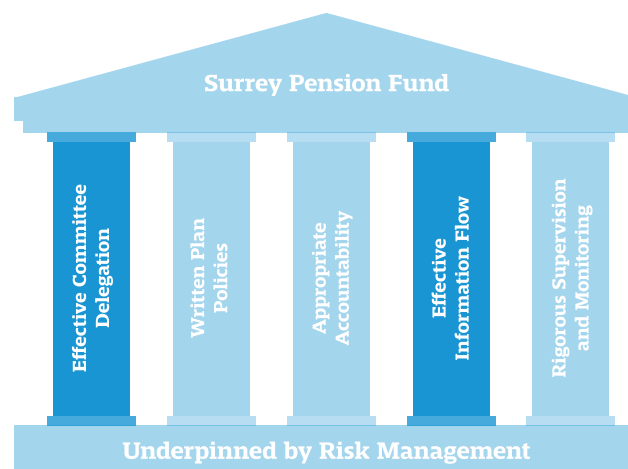 Surrey Pension Fund
Effective Committee
Delegation
Written Plan
Policies
Appropriate
Accountability
Effective
Information Flow
Rigorous Supervision
and Monitoring
Underpinned by Risk Management